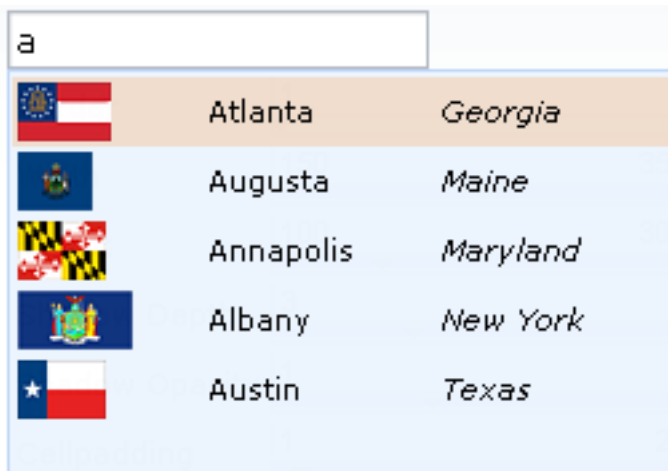 a
Atlanta Georgia
Augusta Maine
Annapolis Maryland
Albany New York
Austin Texas